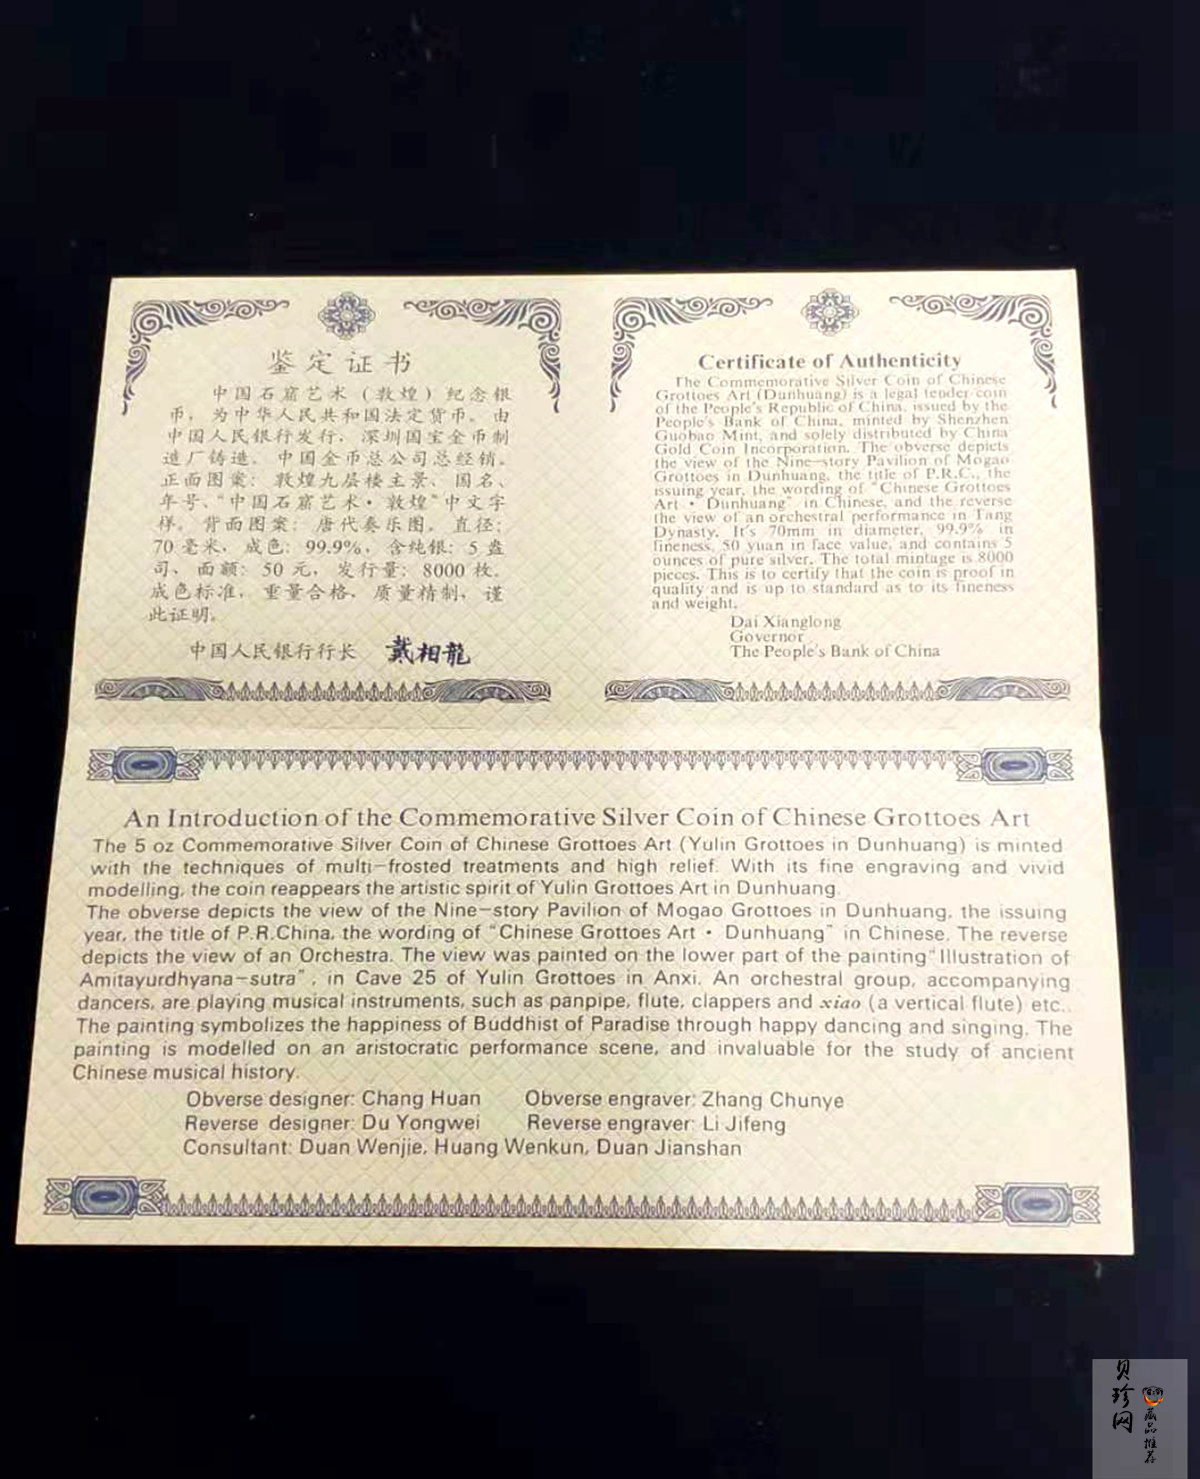 鉴定证书
中国石窟艺术（敦煌）纪念银
币，为中华人民共和国法定货币。由
中国人民银行发行，深圳国宝金币制
造厂铸造。中国金币总公司总经销。
正面图案：敦煌九层楼主景、国名、
年号、“中国石窟艺术·敦煌”中文字
样。背面图案：唐代奏乐图。直径：
70毫米，成色：99.9%，含纯银：5盎
司，面额：50元，发行量：8000枚。
成色标准，重量合格，质量精制，谨
此证明。
中国人民银行行长 戴相龍
Certificate of Authenticity
The Commemorative Silver Coin of Chinese
Grottoes Art (Dunhuang) is a legal tender coin
of the People's Republic of China, issued by the
People's Bank of China, minted by Shenzhen
Guobao Mint, and solely distributed by China
Gold Coin Incorporation. The obverse depicts
the view of the Nine-story Pavilion of Mogao
Grottoes in Dunhuang, the title of P.R.C., the
issuing year, the wording of "Chinese Grottoes
Art · Dunhuang" in Chinese, and the reverse
the view of an orchestral performance in Tang
Dynasty. It's 70mm in diameter, 99.9% in
fineness, 50 yuan in face value, and contains 5
ounces of pure silver. The total mintage is 8000
pieces. This is to certify that the coin is proof in
quality and is up to standard as to its fineness
and weight.
Dai Xianglong
Governor
The People's Bank of China
An Introduction of the Commemorative Silver Coin of Chinese Grottoes Art
The 5 oz Commemorative Silver Coin of Chinese Grottoes Art (Yulin Grottoes in Dunhuang) is minted
with the techniques of multi-frosted treatments and high relief. With its fine engraving and vivid
modelling, the coin reappears the artistic spirit of Yulin Grottoes Art in Dunhuang.
The obverse depicts the view of the Nine-story Pavilion of Mogao Grottoes in Dunhuang, the issuing
year, the title of P.R.China, the wording of "Chinese Grottoes Art · Dunhuang" in Chinese. The reverse
depicts the view of an Orchestra. The view was painted on the lower part of the painting "Illustration of
Amitayurdhyana-sutra", in Cave 25 of Yulin Grottoes in Anxi. An orchestral group, accompanying
dancers, are playing musical instruments, such as panpipe, flute, clappers and xiao (a vertical flute) etc..
The painting symbolizes the happiness of Buddhist of Paradise through happy dancing and singing. The
painting is modelled on an aristocratic performance scene, and invaluable for the study of ancient
Chinese musical history.
Obverse designer: Chang Huan Obverse engraver: Zhang Chunye
Reverse designer: Du Yongwei Reverse engraver: Li Jifeng
Consultant: Duan Wenjie, Huang Wenkun, Duan Jianshan
贝珍网
藏品推荐